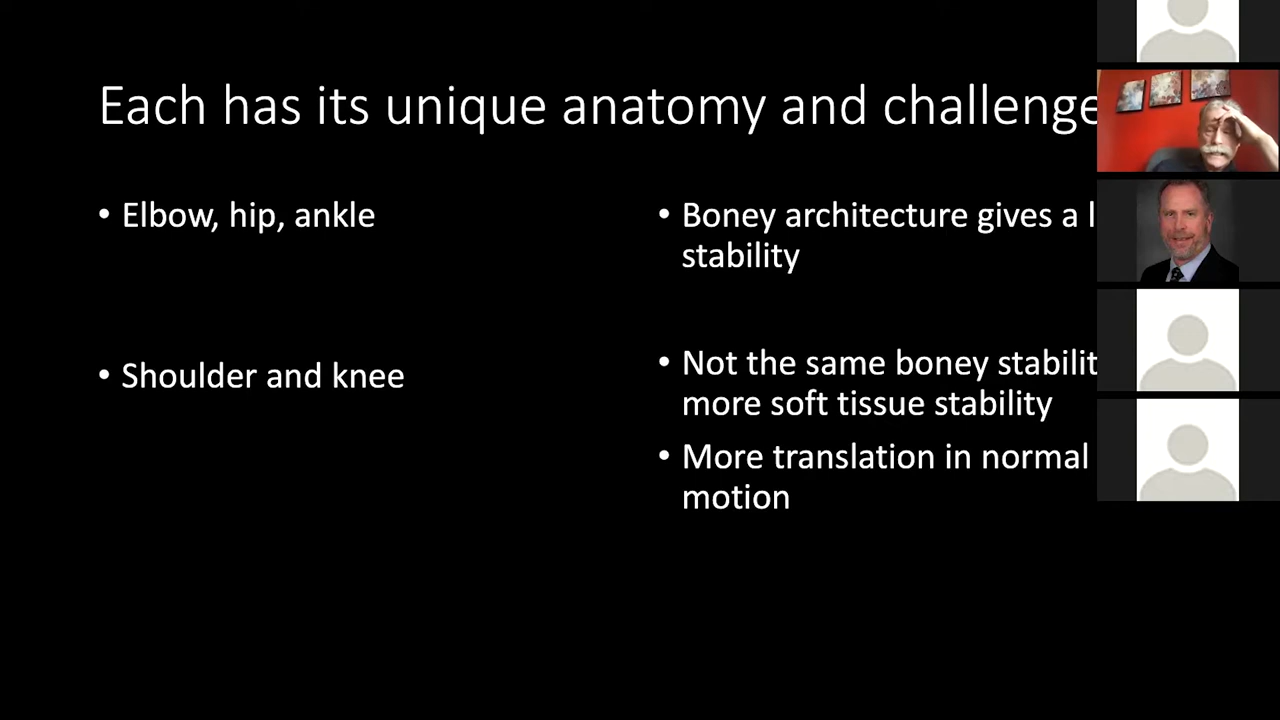 Each has its unique anatomy and challenge
• Elbow, hip, ankle
• Shoulder and knee
• Boney architecture gives a
stability
• Not the same boney
more soft tissue stability
• More translation in normal
motion